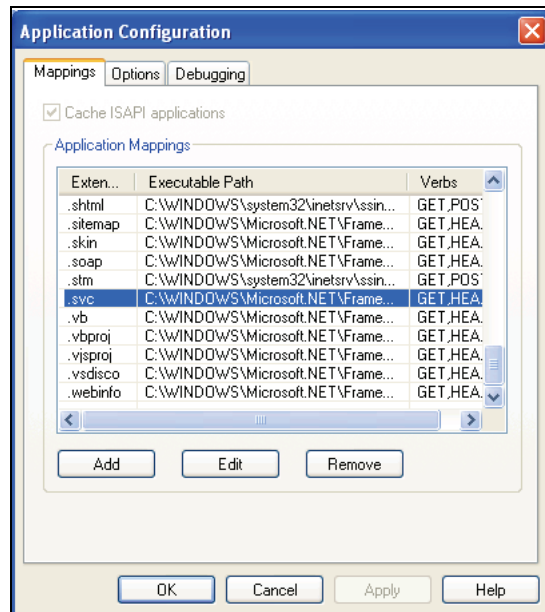 Application Configuration
Mappings Options Debugging
Cache ISAPI applications
Application Mappings
Exten... Executable Path Verbs
.shtml C:\WINDOWS\system32\inetsrv\ssin... GET,POS
.sitemap C:\WINDOWS\Microsoft.NET\Frame... GET,HEA.
.skin C:\WINDOWS\Microsoft.NET\Frame... GET,HEA.
.soap C:\WINDOWS\Microsoft.NET\Frame... GET,HEA.
.stm C:\WINDOWS\system32\inetsrv\ssin... GET,POS
.svc C:\WINDOWS\Microsoft.NET\Frame... GET,HEA.
.vb C:\WINDOWS\Microsoft.NET\Frame... GET,HEA.
.vbproj C:\WINDOWS\Microsoft.NET\Frame... GET,HEA.
.vjsproj C:\WINDOWS\Microsoft.NET\Frame... GET,HEA.
.vsdisco C:\WINDOWS\Microsoft.NET\Frame... GET,HEA.
.webinfo C:\WINDOWS\Microsoft.NET\Frame... GET,HEA.
Add Edit Remove
OK Cancel Apply Help